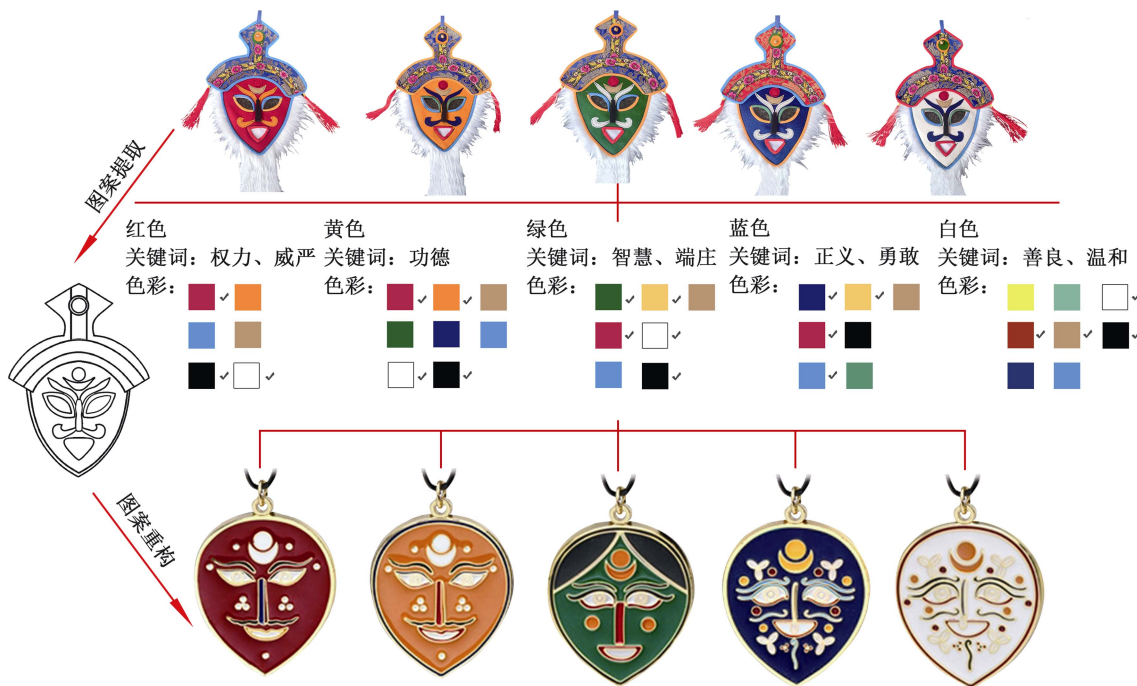 图案提取
红色
关键词：权力、威严
色彩：
黄色
关键词：功德
色彩：
绿色
关键词：智慧、端庄
色彩：
蓝色
关键词：正义、勇敢
色彩：
白色
关键词：善良、温和
色彩：
图案重构